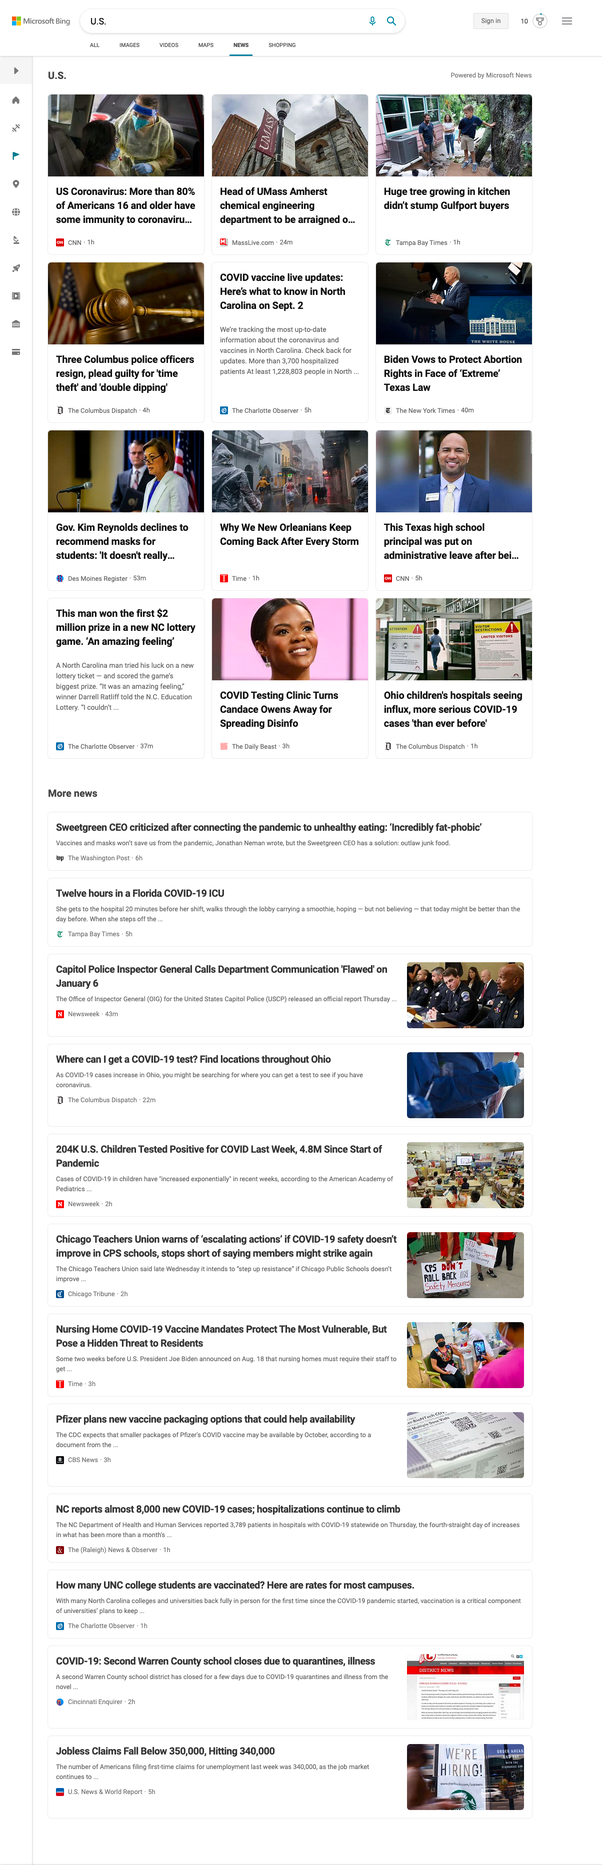 Microsoft Bing
U.S.
Sign in
10
ALL
IMAGES
VIDEOS
MAPS
NEWS
SHOPPING
U.S.
Powered by Microsoft News
US Coronavirus: More than 80%
of Americans 16 and older have
some immunity to coronaviru...
CNN · 1h
UMASS
Head of UMass Amherst
chemical engineering
department to be arraigned o...
MassLive.com · 24m
Huge tree growing in kitchen
didn't stump Gulfport buyers
Tampa Bay Times · 1h
Three Columbus police officers
resign, plead guilty for 'time
theft' and 'double dipping'
The Columbus Dispatch · 4h
COVID vaccine live updates:
Here's what to know in North
Carolina on Sept. 2
We're tracking the most up-to-date
information about the coronavirus and
vaccines in North Carolina. Check back for
updates. More than 3,700 hospitalized
patients At least 1,228,803 people in North ...
The Charlotte Observer · 5h
THE WHITE HOUSE
Biden Vows to Protect Abortion
Rights in Face of ‘Extreme’
Texas Law
The New York Times · 40m
Gov. Kim Reynolds declines to
recommend masks for
students: 'It doesn't really...
Des Moines Register · 53m
Why We New Orleanians Keep
Coming Back After Every Storm
Time · 1h
This Texas high school
principal was put on
administrative leave after bei...
CNN · 5h
This man won the first $2
million prize in a new NC lottery
game. ‘An amazing feeling’
A North Carolina man tried his luck on a new
lottery ticket — and scored the game's
biggest prize. “It was an amazing feeling,”
winner Darrell Ratliff told the N.C. Education
Lottery. “I couldn't ...
The Charlotte Observer · 37m
COVID Testing Clinic Turns
Candace Owens Away for
Spreading Disinfo
The Daily Beast · 3h
VISITOR
RESTRICTIONS
LIMITED VISITORS
Ohio children's hospitals seeing
influx, more serious COVID-19
cases 'than ever before'
The Columbus Dispatch · 1h
More news
Sweetgreen CEO criticized after connecting the pandemic to unhealthy eating: ‘Incredibly fat-phobic’
Vaccines and masks won't save us from the pandemic, Jonathan Neman wrote, but the Sweetgreen CEO has a solution: outlaw junk food.
The Washington Post · 6h
Twelve hours in a Florida COVID-19 ICU
She gets to the hospital 20 minutes before her shift, walks through the lobby carrying a smoothie, hoping — but not believing — that today might be better than the
day before. When she steps off the ...
Tampa Bay Times · 5h
Capitol Police Inspector General Calls Department Communication 'Flawed' on
January 6
The Office of Inspector General (OIG) for the United States Capitol Police (USCP) released an official report Thursday ...
Newsweek · 43m
Where can I get a COVID-19 test? Find locations throughout Ohio
As COVID-19 cases increase in Ohio, you might be searching for where you can get a test to see if you have
coronavirus.
The Columbus Dispatch · 22m
204K U.S. Children Tested Positive for COVID Last Week, 4.8M Since Start of
Pandemic
Cases of COVID-19 in children have "increased exponentially" in recent weeks, according to the American Academy of
Pediatrics ...
Newsweek · 2h
Chicago Teachers Union warns of ‘escalating actions’ if COVID-19 safety doesn't
improve in CPS schools, stops short of saying members might strike again
The Chicago Teachers Union said late Wednesday it intends to “step up resistance” if Chicago Public Schools doesn't
improve ...
Chicago Tribune · 2h
CPS DON'T
ROLL BACK
Safety Measures
Nursing Home COVID-19 Vaccine Mandates Protect The Most Vulnerable, But
Pose a Hidden Threat to Residents
Some two weeks before U.S. President Joe Biden announced on Aug. 18 that nursing homes must require their staff to
get ...
Time · 3h
Pfizer plans new vaccine packaging options that could help availability
The CDC expects that smaller packages of Pfizer's COVID vaccine may be available by October, according to a
document from the ...
CBS News · 3h
NC reports almost 8,000 new COVID-19 cases; hospitalizations continue to climb
The NC Department of Health and Human Services reported 3,789 patients in hospitals with COVID-19 statewide on Thursday, the fourth-straight day of increases
in what has been more than a month's ...
The (Raleigh) News & Observer · 1h
How many UNC college students are vaccinated? Here are rates for most campuses.
With many North Carolina colleges and universities back fully in person for the first time since the COVID-19 pandemic started, vaccination is a critical component
of universities' plans to keep ...
The Charlotte Observer · 1h
COVID-19: Second Warren County school closes due to quarantines, illness
A second Warren County school district has closed for a few days due to COVID-19 quarantines and illness from the
novel ...
Cincinnati Enquirer · 2h
DISTRICT NEWS
Jobless Claims Fall Below 350,000, Hitting 340,000
The number of Americans filing first-time claims for unemployment last week was 340,000, as the job market
continues to ...
U.S. News & World Report · 5h
WE'RE
HIRING!
ORDER AHEAD